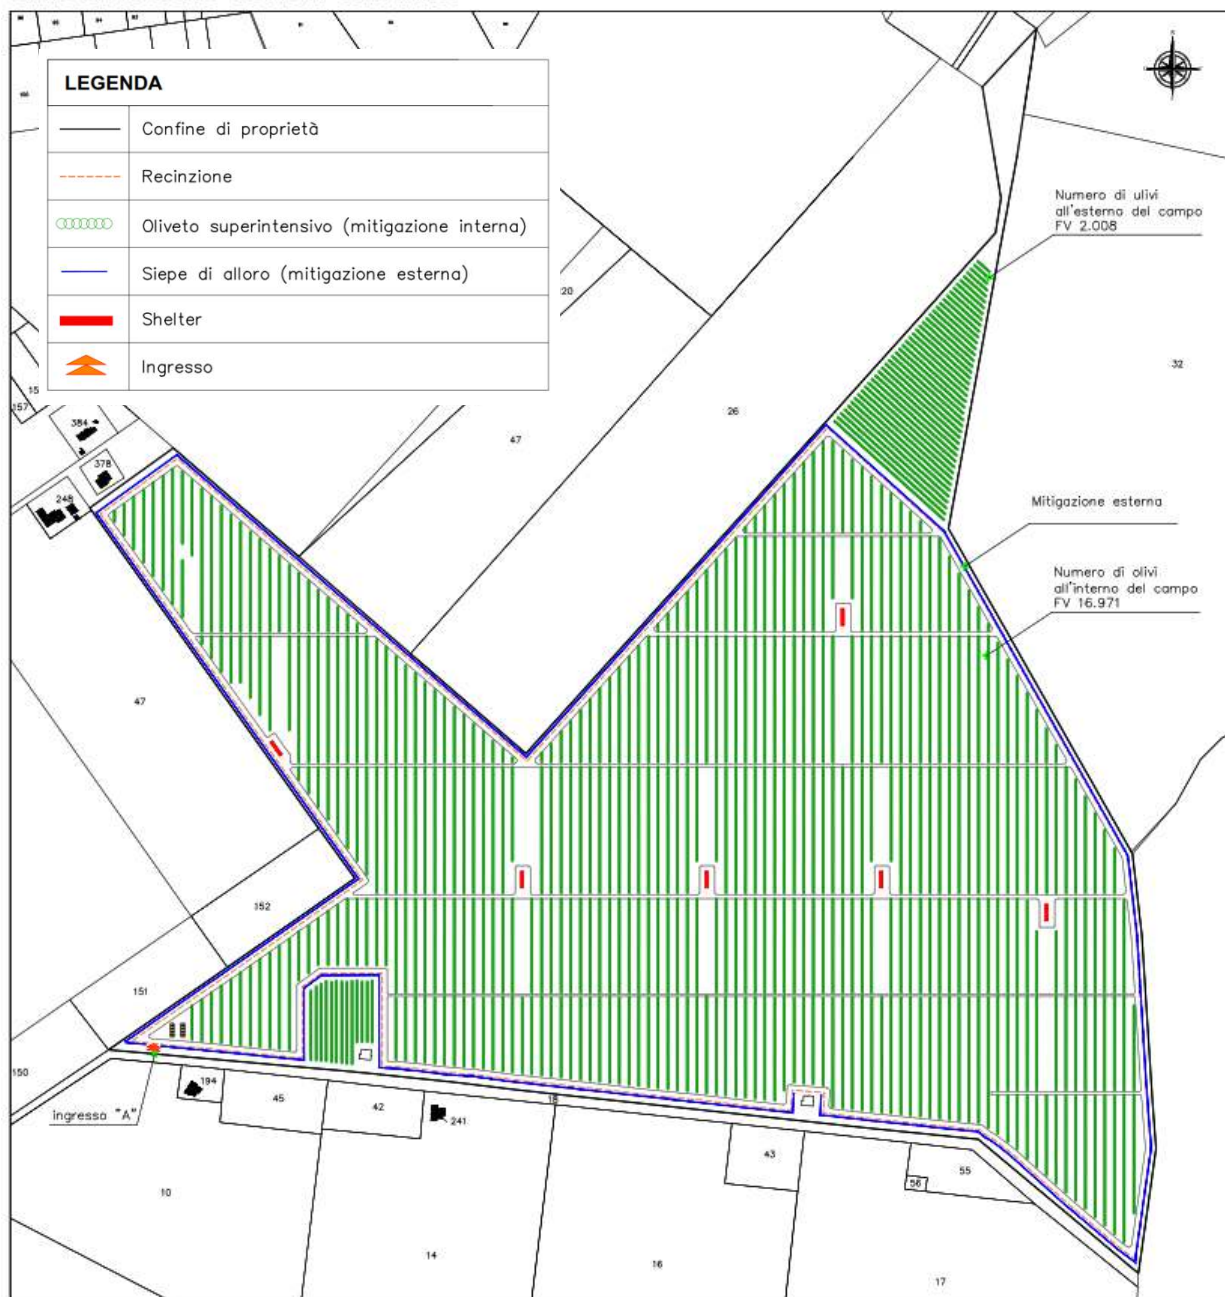 LEGENDA
Confine di proprietà
Recinzione
Oliveto superintensivo (mitigazione interna)
Siepe di alloro (mitigazione esterna)
Shelter
Ingresso
Numero di ulivi
all'esterno del campo
FV 2.008
32
26
47
384
378
248
157
Mitigazione esterna
Numero di olivi
all'interno del campo
FV 16.971
47
152
151
150
ingresso "A"
194
45
42
241
18
43
55
56
10
14
16
17